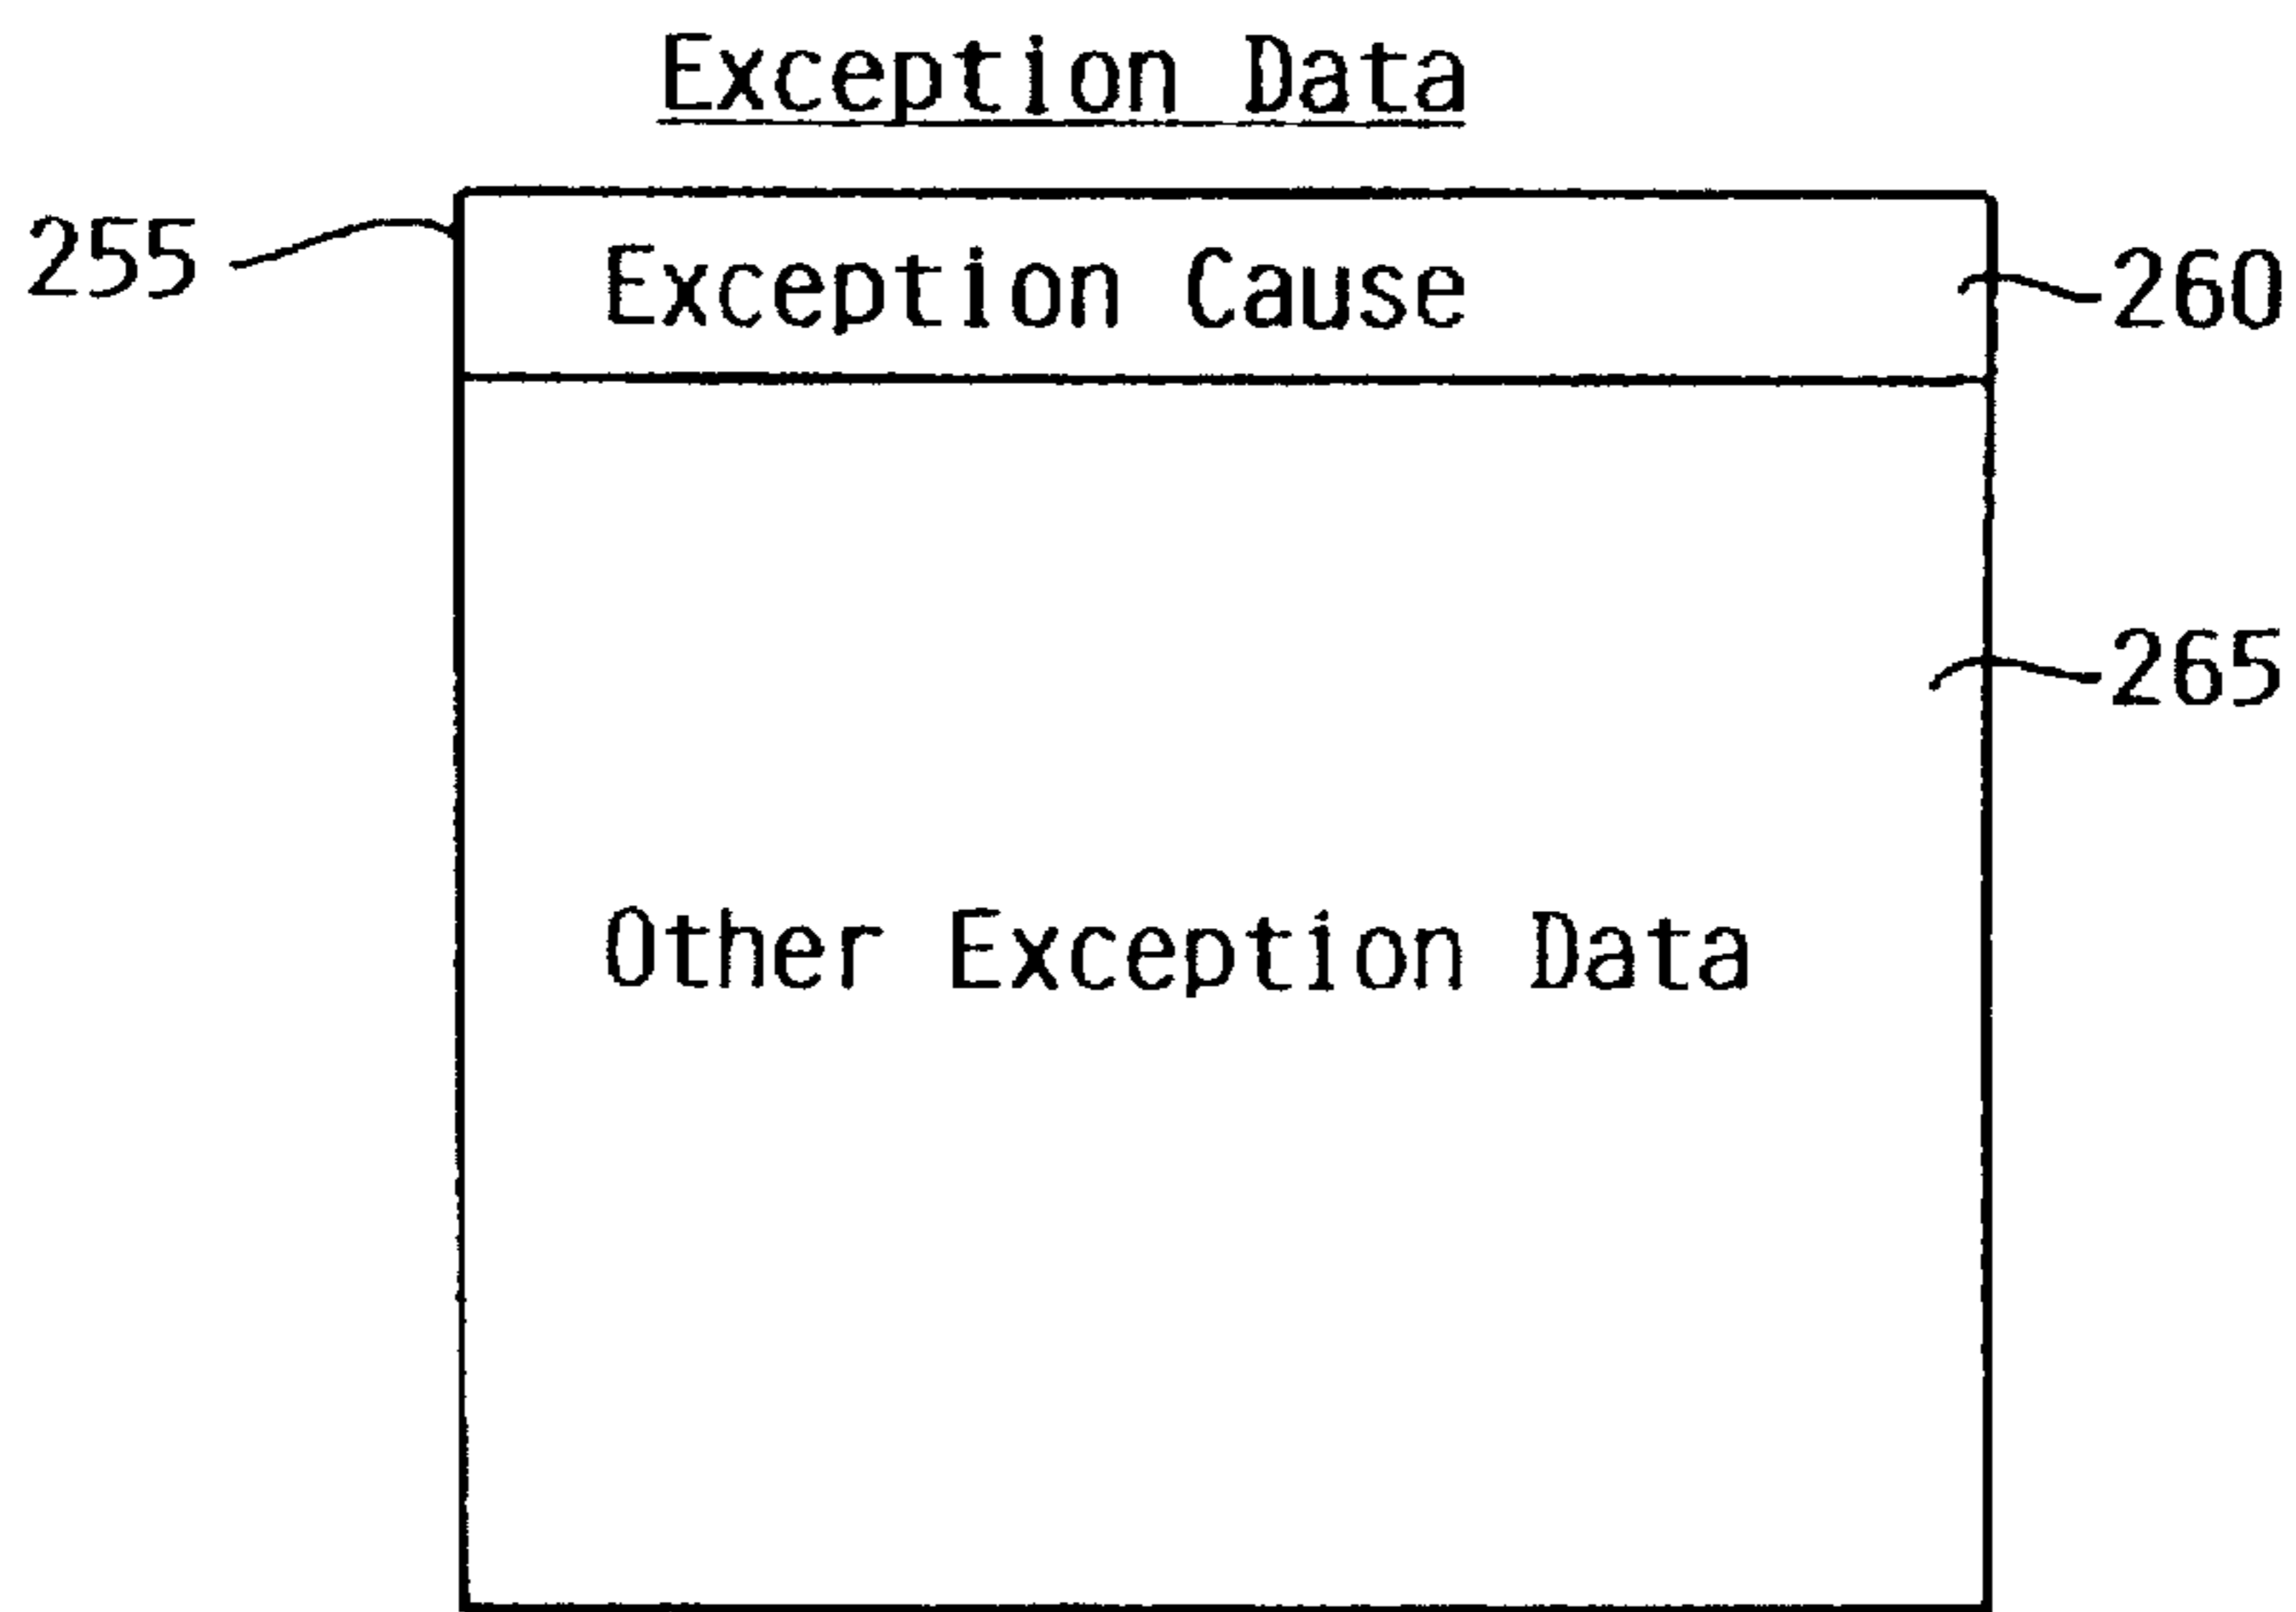 Exception Data
255
Exception Cause
260
265
Other Exception Data